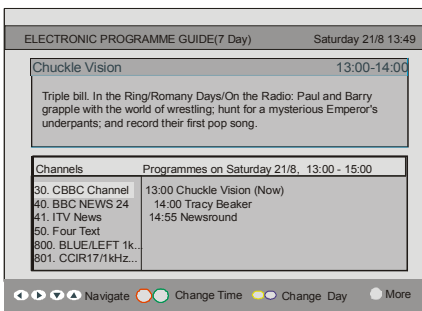 ELECTRONIC PROGRAMME GUIDE(7 Day) Saturday 21/8 13:49
Chuckle Vision 13:00-14:00
Triple bill. In the Ring/Romany Days/On the Radio: Paul and Barry
grapple with the world of wrestling; hunt for a mysterious Emperor's
underpants; and record their first pop song.
Channels Programmes on Saturday 21/8, 13:00 - 15:00
30. CBBC Channel 13:00 Chuckle Vision (Now)
40. BBC NEWS 24 14:00 Tracy Beaker
41. ITV News 14:55 Newsround
50. Four Text
800. BLUE/LEFT 1k...
801. CCIR17/1kHz...
Navigate Change Time Change Day More